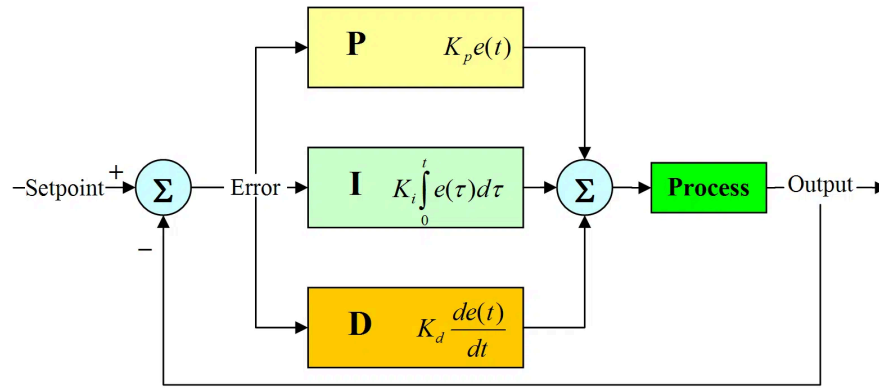 P K_p e(t)
+
Setpoint Σ Error I K_i ∫_0^t e(τ)dτ Σ Process Output
−
D K_d de(t)/dt